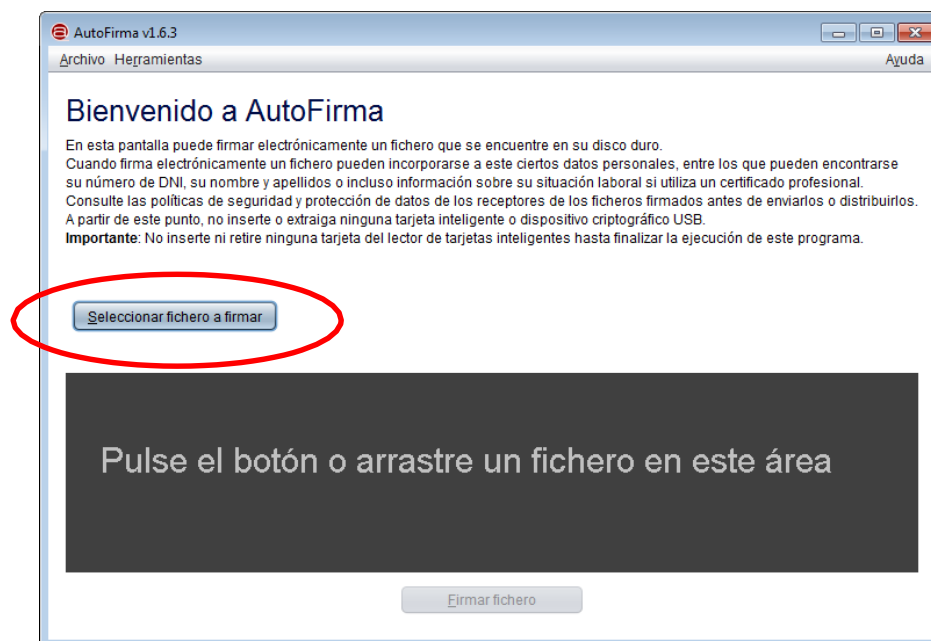 AutoFirma v1.6.3
Archivo Herramientas Ayuda
Bienvenido a AutoFirma
En esta pantalla puede firmar electrónicamente un fichero que se encuentre en su disco duro.
Cuando firma electrónicamente un fichero pueden incorporarse a este ciertos datos personales, entre los que pueden encontrarse
su número de DNI, su nombre y apellidos o incluso información sobre su situación laboral si utiliza un certificado profesional.
Consulte las políticas de seguridad y protección de datos de los receptores de los ficheros firmados antes de enviarlos o distribuirlos.
A partir de este punto, no inserte o extraiga ninguna tarjeta inteligente o dispositivo criptográfico USB.
Importante: No inserte ni retire ninguna tarjeta del lector de tarjetas inteligentes hasta finalizar la ejecución de este programa.
Seleccionar fichero a firmar
Pulse el botón o arrastre un fichero en este área
Firmar fichero